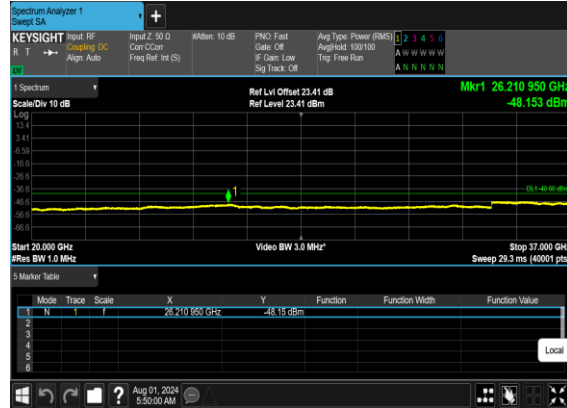 Spectrum Analyzer 1
Swept SA
KEYSIGHT Input: RF Input Z: 50 Ω #Atten: 10 dB PNO: Fast Avg Type: Power (RMS) 1 2 3 4 5 6
R T Coupling: DC Corr CCorr Gate: Off Avg|Hold: 100/100 A W W W W W
Align: Auto Freq Ref: Int (S) IF Gain: Low Trig: Free Run
Sig Track: Off A N N N N N
1 Spectrum Ref Lvl Offset 23.41 dB Mkr1 26.210 950 GHz
Scale/Div 10 dB Ref Level 23.41 dBm -48.153 dBm
Log
13.4
3.41
-6.59
-16.6
-26.6
-36.6 1 DL1 -40.00 dBm
-46.6
-56.6
-66.6
Start 20.000 GHz Video BW 3.0 MHz* Stop 37.000 GHz
#Res BW 1.0 MHz Sweep 29.3 ms (40001 pts)
5 Marker Table
Mode Trace Scale X Y Function Function Width Function Value
1 N 1 f 26.210 950 GHz -48.15 dBm
2
3
4
5
6
Local
? Aug 01, 2024
5:50:00 AM